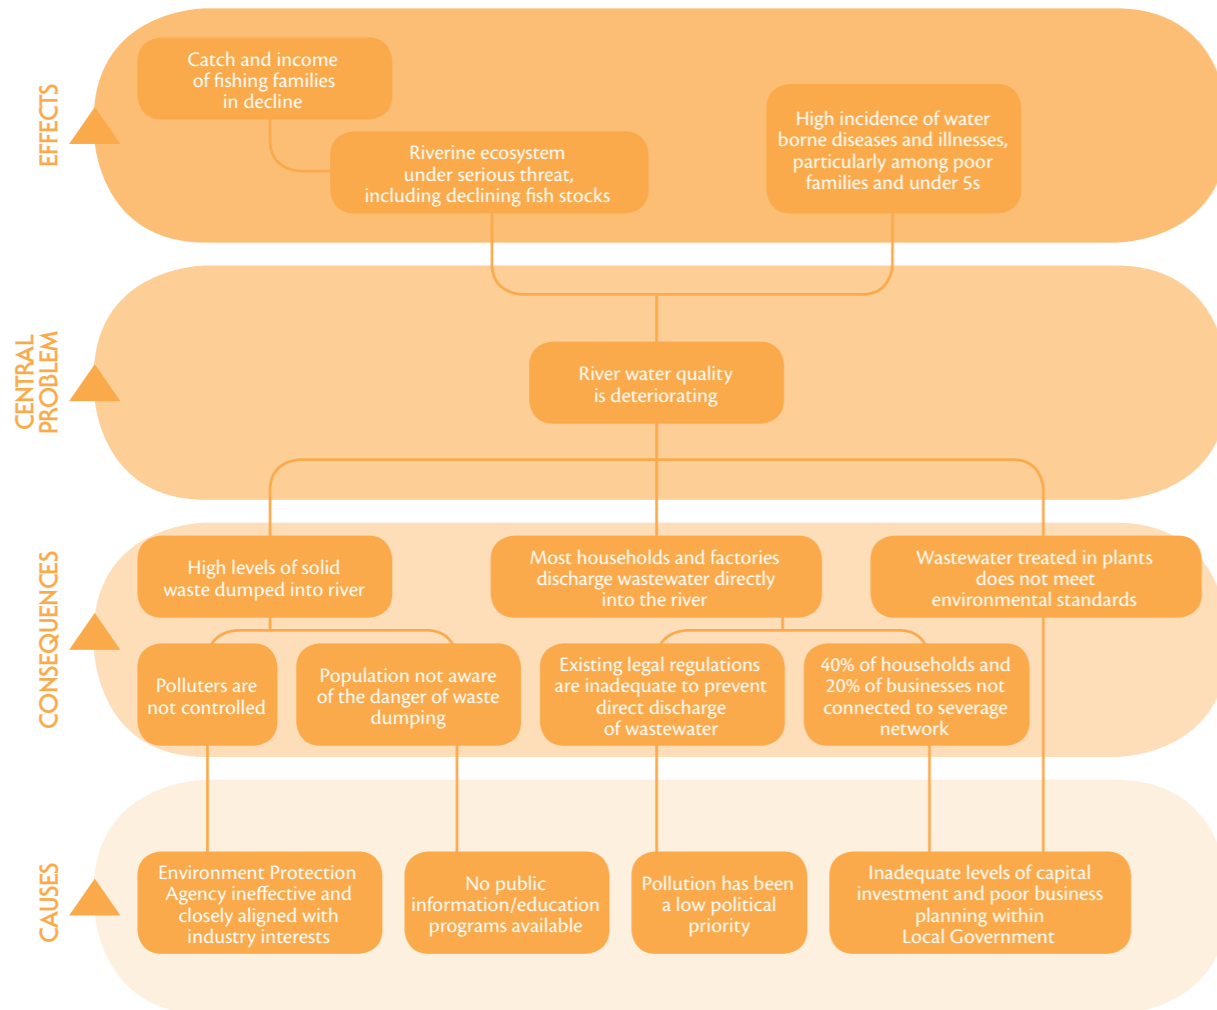 EFFECTS
Catch and income
of fishing families
in decline
Riverine ecosystem
under serious threat,
including declining fish stocks
High incidence of water
borne diseases and illnesses,
particularly among poor
families and under 5s
CENTRAL
PROBLEM
River water quality
is deteriorating
CONSEQUENCES
High levels of solid
waste dumped into river
Most households and factories
discharge wastewater directly
into the river
Wastewater treated in plants
does not meet
environmental standards
Polluters are
not controlled
Population not aware
of the danger of waste
dumping
Existing legal regulations
are inadequate to prevent
direct discharge
of wastewater
40% of households and
20% of businesses not
connected to severage
network
CAUSES
Environment Protection
Agency ineffective and
closely aligned with
industry interests
No public
information/education
programs available
Pollution has been
a low political
priority
Inadequate levels of capital
investment and poor business
planning within
Local Government